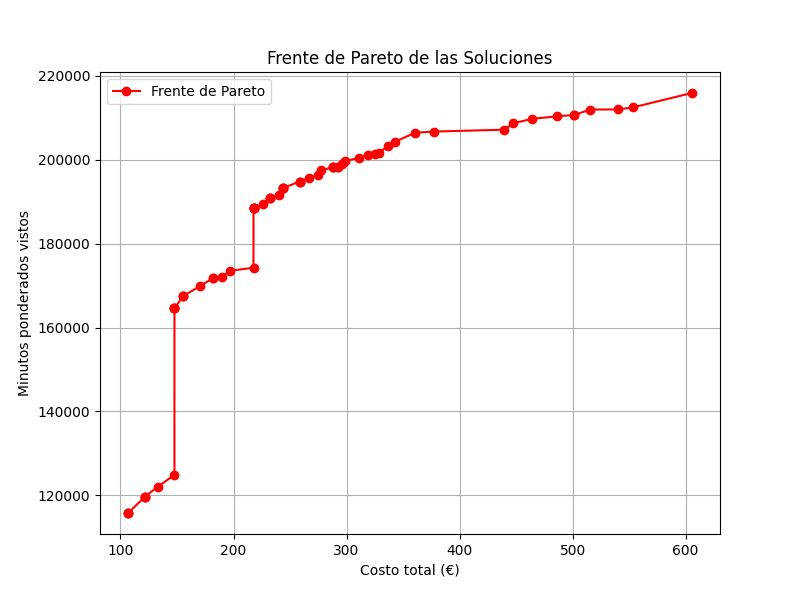 Frente de Pareto de las Soluciones
Frente de Pareto
220000
200000
180000
160000
140000
120000
Minutos ponderados vistos
100 200 300 400 500 600
Costo total (€)